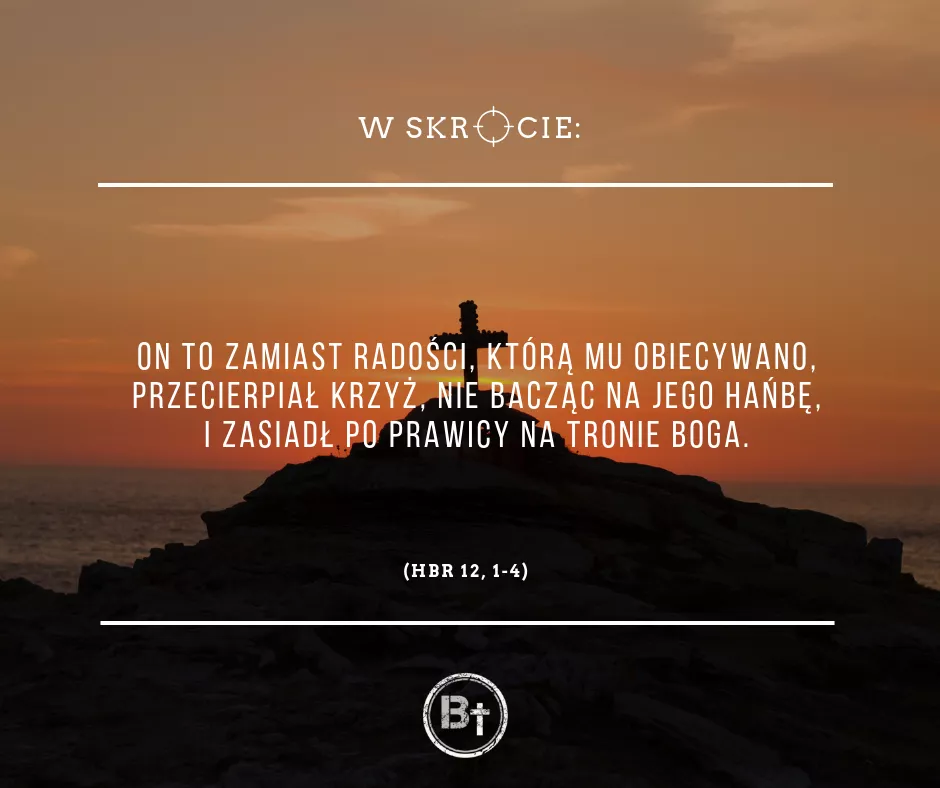 W SKRÓCIE:
ON TO ZAMIAST RADOŚCI, KTÓRĄ MU OBIECYWANO,
PRZECIERPIAŁ KRZYŻ, NIE BACZĄC NA JEGO HAŃBĘ,
I ZASIADŁ PO PRAWICY NA TRONIE BOGA.
(HBR 12, 1-4)
B†